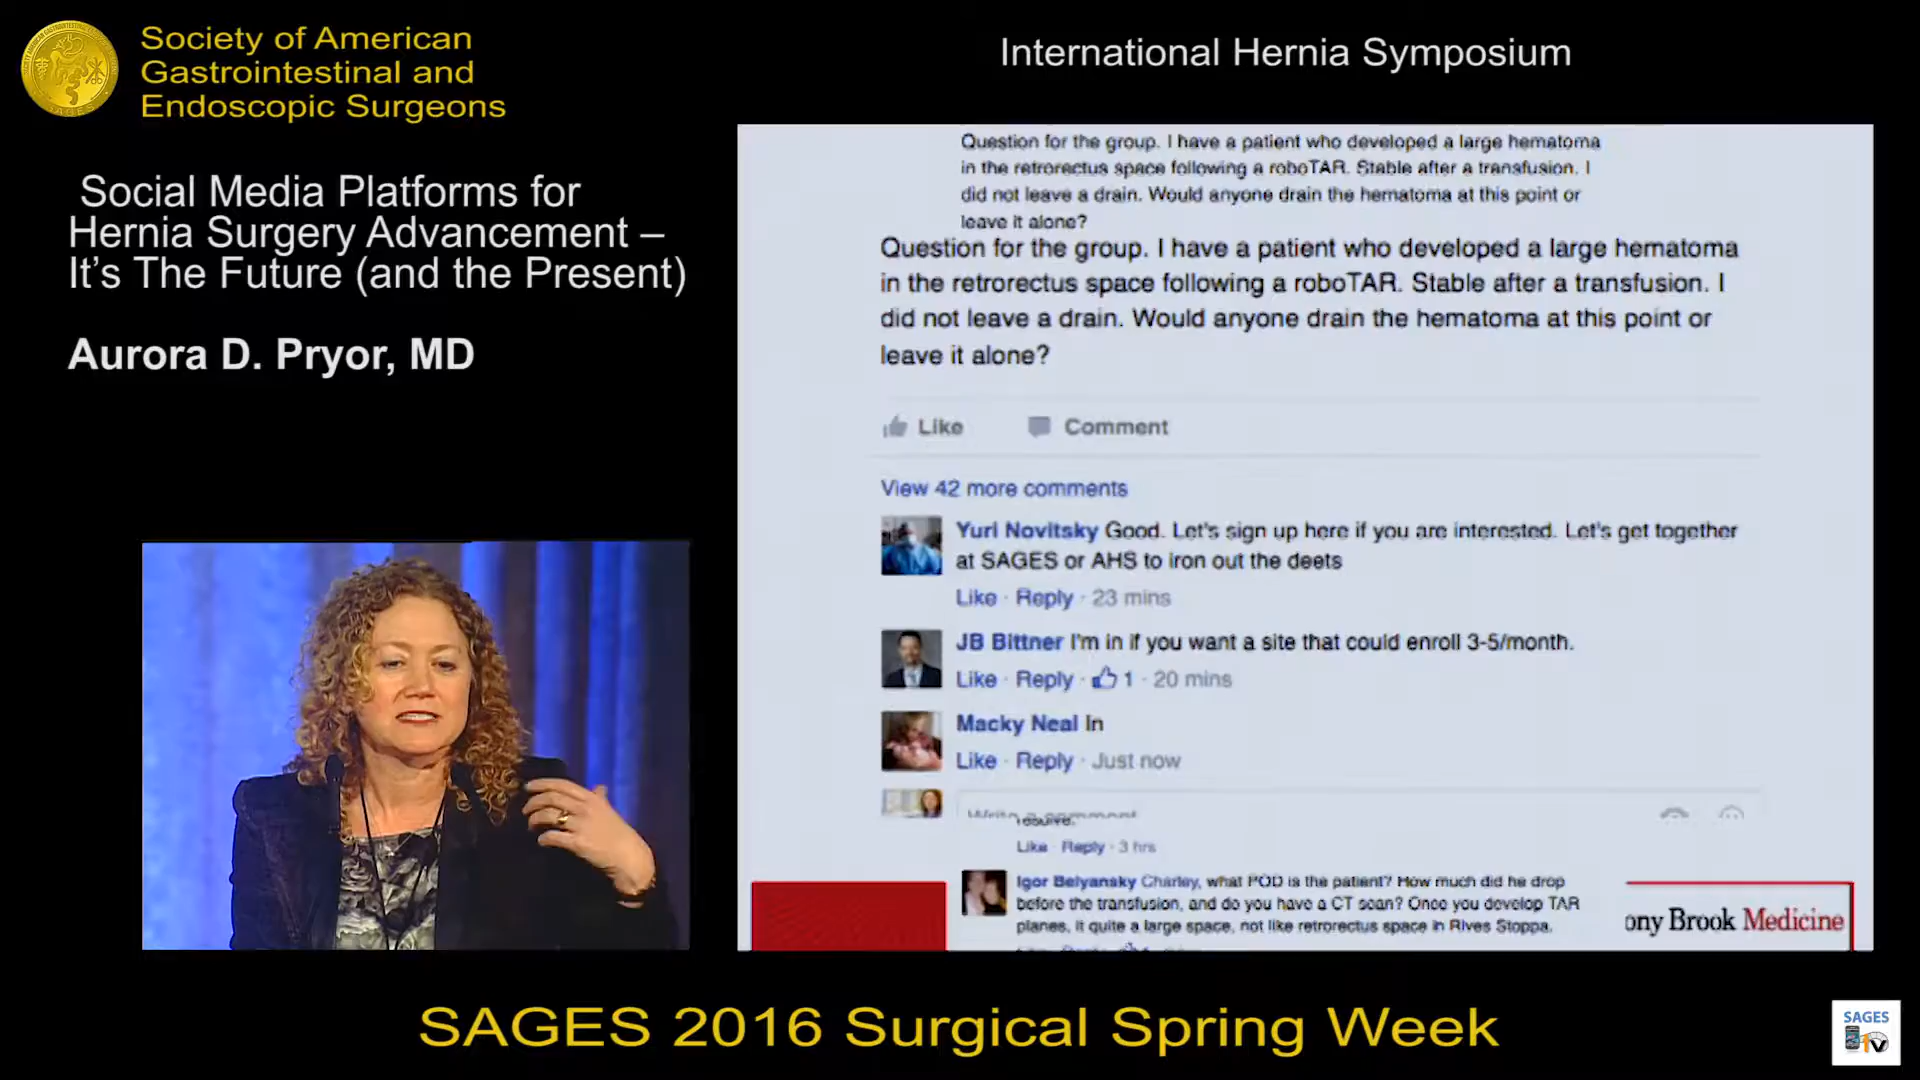 Society of American
Gastrointestinal and
Endoscopic Surgeons
International Hernia Symposium
Social Media Platforms for
Hernia Surgery Advancement –
It's The Future (and the Present)
Aurora D. Pryor, MD
Question for the group. I have a patient who developed a large hematoma
in the retrorectus space following a roboTAR. Stable after a transfusion. I
did not leave a drain. Would anyone drain the hematoma at this point or
leave it alone?
Question for the group. I have a patient who developed a large hematoma
in the retrorectus space following a roboTAR. Stable after a transfusion. I
did not leave a drain. Would anyone drain the hematoma at this point or
leave it alone?
Like Comment
View 42 more comments
Yuri Novitsky Good. Let's sign up here if you are interested. Let's get together
at SAGES or AHS to iron out the deets
Like · Reply · 23 mins
JB Bittner I'm in if you want a site that could enroll 3-5/month.
Like · Reply · 1 · 20 mins
Macky Neal In
Like · Reply · Just now
Write a comment
resolve.
Like · Reply · 3 hrs
Igor Belyansky Charley, what POD is the patient? How much did he drop
before the transfusion, and do you have a CT scan? Once you develop TAR
planes, it quite a large space, not like retrorectus space in Rives Stoppa.
ony Brook Medicine
SAGES 2016 Surgical Spring Week
SAGES
TV